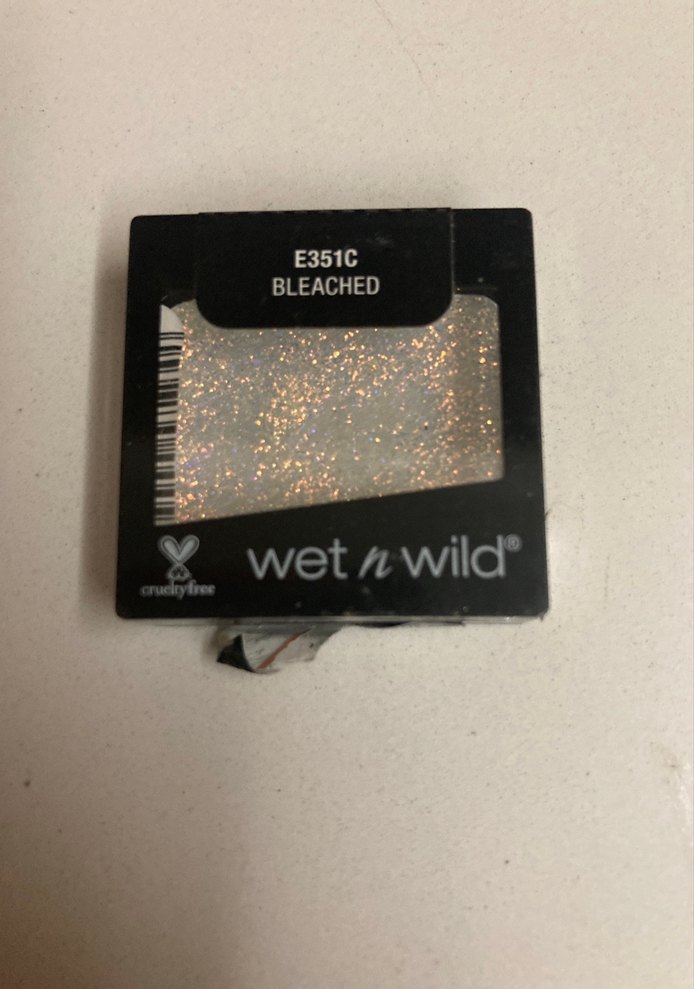 E351C
BLEACHED
wet n wild®
crueltyfree